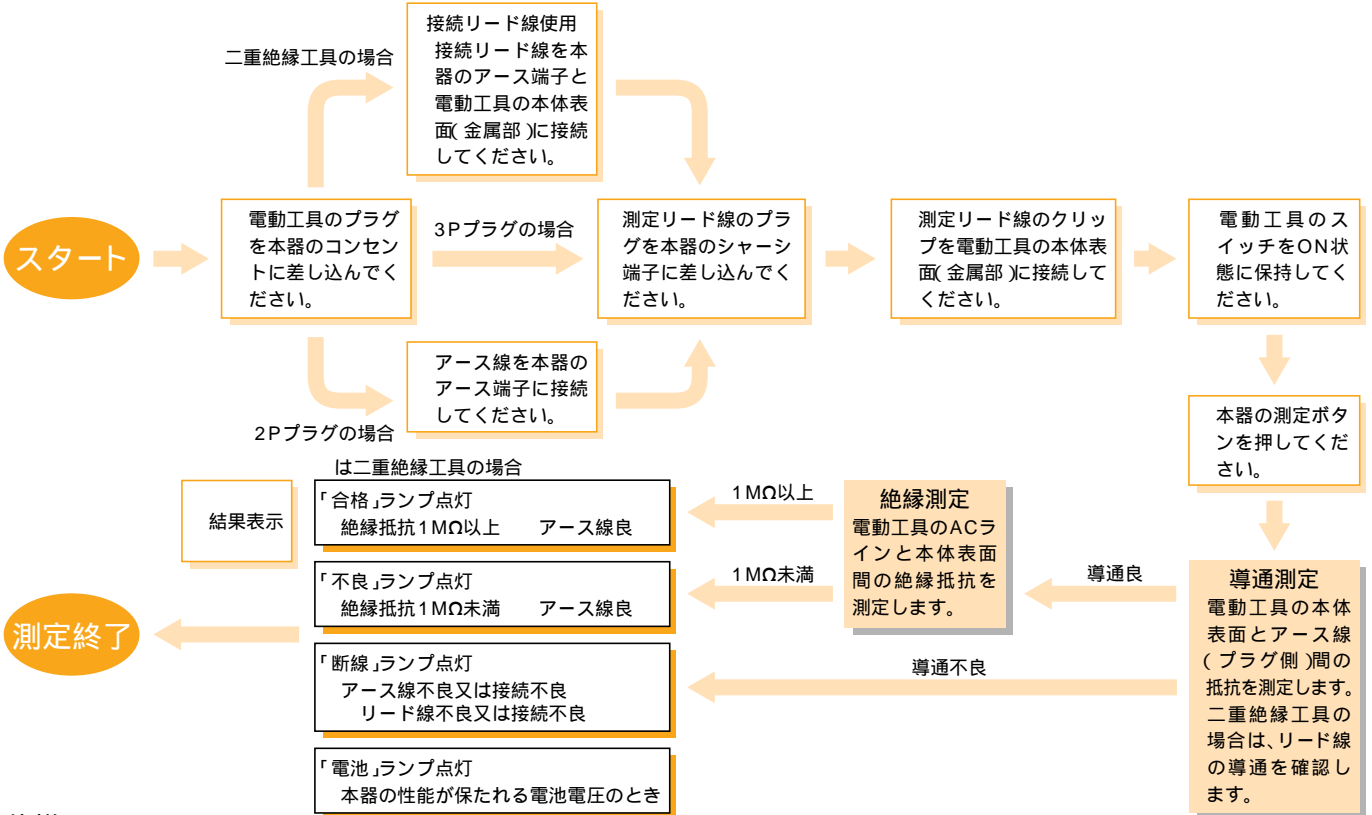 二重絶縁工具の場合
接続リード線使用
接続リード線を本
器のアース端子と
電動工具の本体表
面(金属部)に接続
してください。
スタート
電動工具のプラグ
を本器のコンセン
トに差し込んでく
ださい。
3Pプラグの場合
測定リード線のプラ
グを本器のシャーシ
端子に差し込んでく
ださい。
測定リード線のクリッ
プを電動工具の本体表
面(金属部)に接続して
ください。
電動工具のス
イッチをON状
態に保持してく
ださい。
2Pプラグの場合
アース線を本器の
アース端子に接続
してください。
本器の測定ボタ
ンを押してくだ
さい。
導通測定
電動工具の本体
表面とアース線
(プラグ側)間の
抵抗を測定します。
二重絶縁工具の
場合は、リード線
の導通を確認し
ます。
導通良
導通不良
絶縁測定
電動工具のACラ
インと本体表面
間の絶縁抵抗を
測定します。
1MΩ以上
1MΩ未満
は二重絶縁工具の場合
結果表示
「合格」ランプ点灯
絶縁抵抗1MΩ以上 アース線良
「不良」ランプ点灯
絶縁抵抗1MΩ未満 アース線良
「断線」ランプ点灯
アース線不良又は接続不良
リード線不良又は接続不良
「電池」ランプ点灯
本器の性能が保たれる電池電圧のとき
測定終了